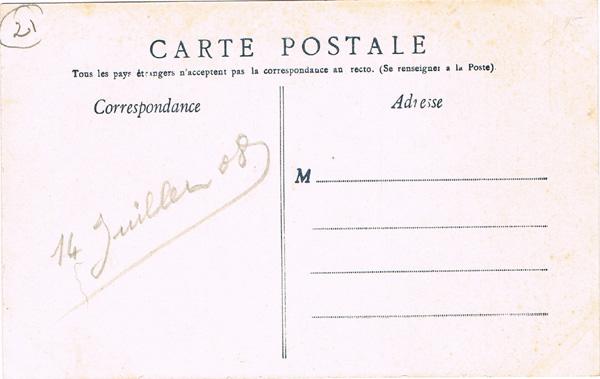 21
CARTE POSTALE
Tous les pays étrangers n'acceptent pas la correspondance au recto. (Se renseigner a la Poste).
Correspondance
Adresse
14 Juillet 08
M